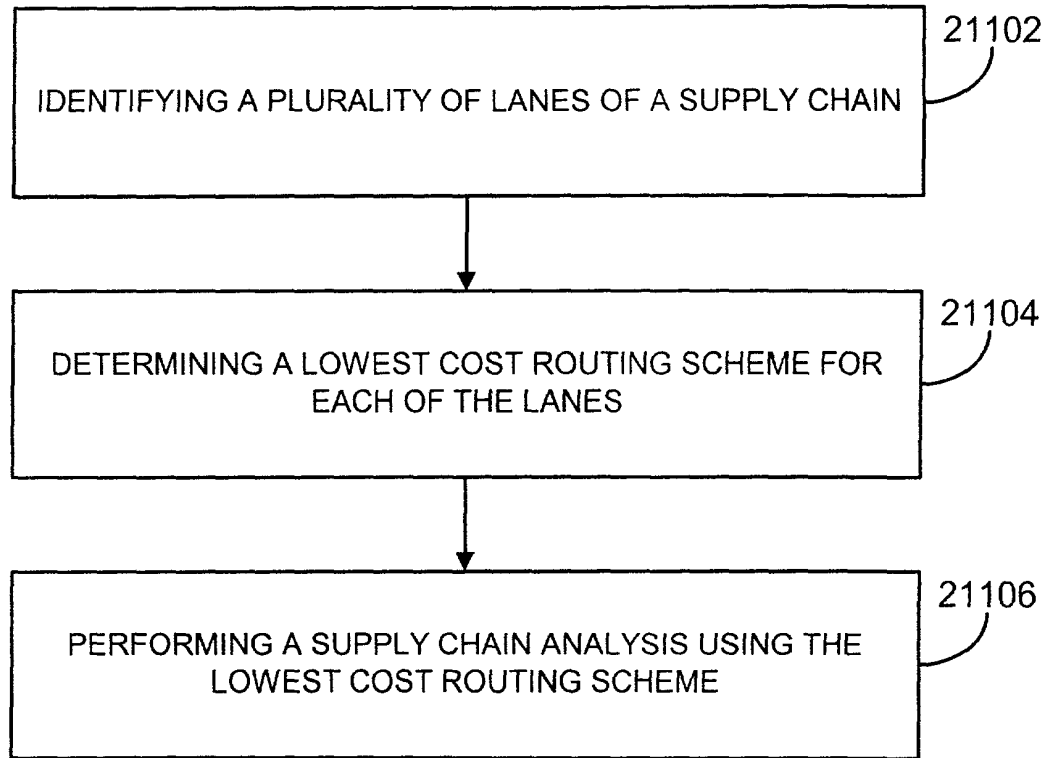 21102
IDENTIFYING A PLURALITY OF LANES OF A SUPPLY CHAIN
21104
DETERMINING A LOWEST COST ROUTING SCHEME FOR
EACH OF THE LANES
21106
PERFORMING A SUPPLY CHAIN ANALYSIS USING THE
LOWEST COST ROUTING SCHEME